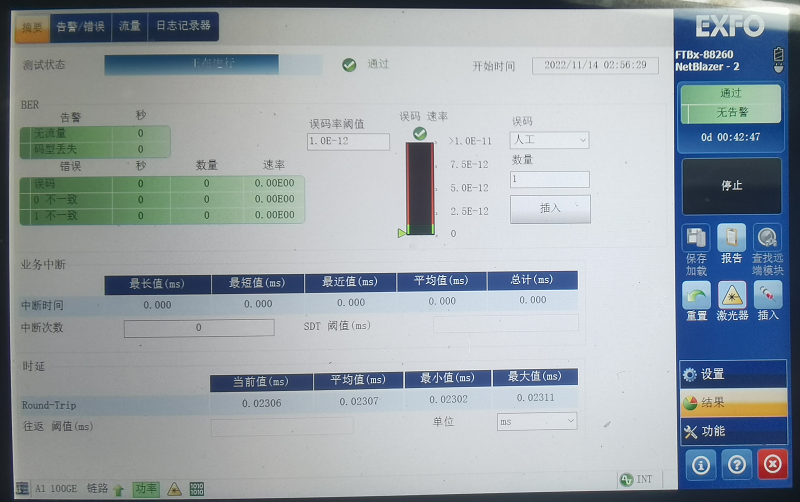 摘要 告警/错误 流量 日志记录器
EXFO
FTBx-88260
NetBlazer - 2
测试状态 正在进行 通过 开始时间 2022/11/14 02:56:29
通过
无告警
0d 00:42:47
停止
BER
告警 秒
无流量 0
码型丢失 0
错误 秒 数量 速率
误码 0 0 0.00E00
0 不一致 0 0 0.00E00
1 不一致 0 0 0.00E00
误码率阈值
1.0E-12
误码 速率
>1.0E-11
7.5E-12
5.0E-12
2.5E-12
0
误码
人工
数量
1
插入
保存
加载
报告
查找远
端模块
重置
激光器
插入
业务中断
最长值(ms) 最短值(ms) 最近值(ms) 平均值(ms) 总计(ms)
中断时间 0.000 0.000 0.000 0.000 0.000
中断次数 0 SDT 阈值(ms)
时延
当前值(ms) 平均值(ms) 最小值(ms) 最大值(ms)
Round-Trip 0.02306 0.02307 0.02302 0.02311
往返 阈值(ms) 单位 ms
设置
结果
功能
A1 100GE 链路 功率 1010 1010 INT